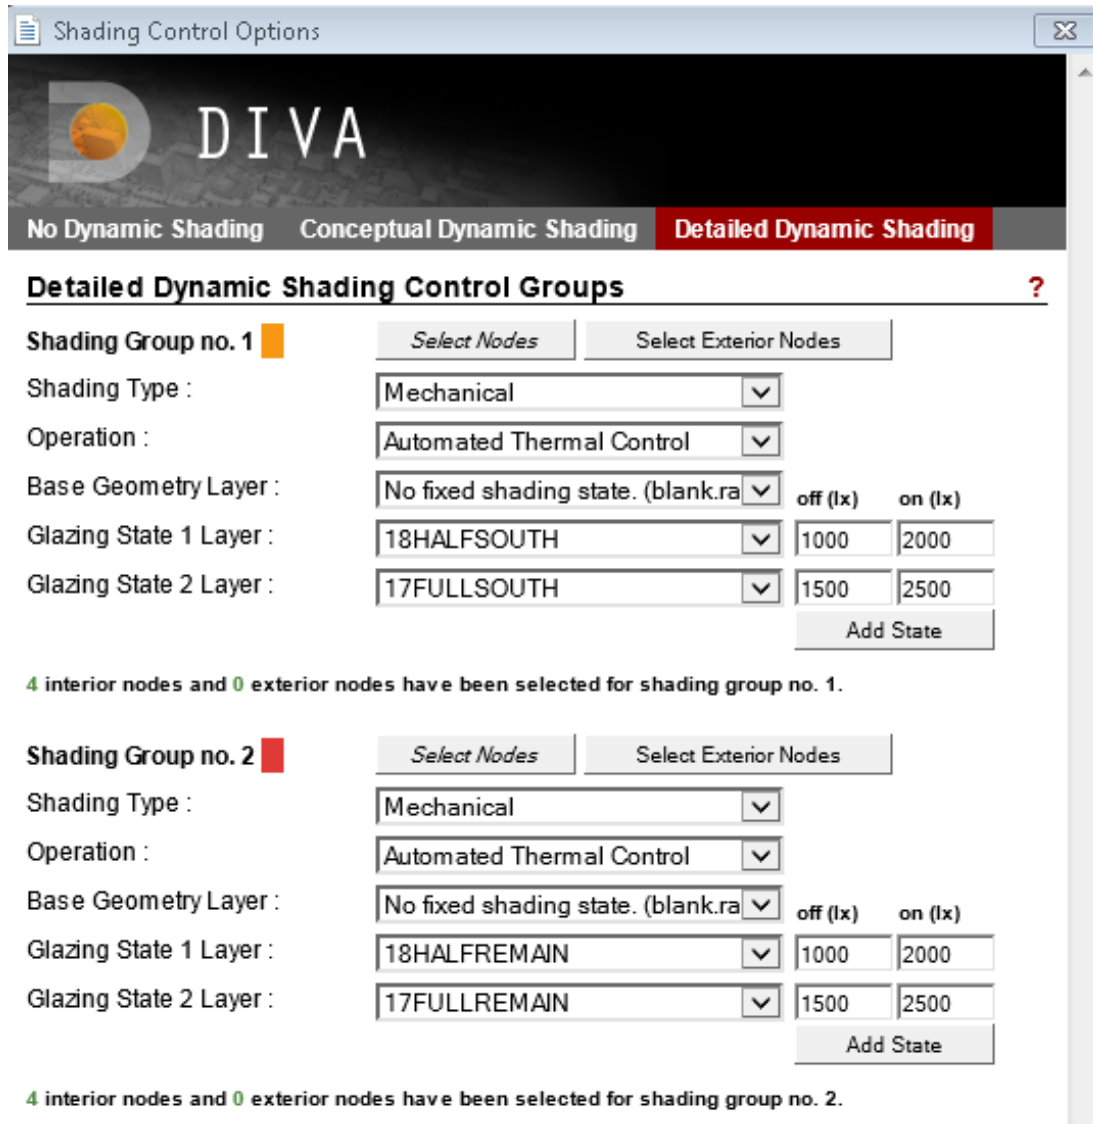 Shading Control Options
DIVA
No Dynamic Shading Conceptual Dynamic Shading Detailed Dynamic Shading
Detailed Dynamic Shading Control Groups ?
Shading Group no. 1 Select Nodes Select Exterior Nodes
Shading Type : Mechanical
Operation : Automated Thermal Control
Base Geometry Layer : No fixed shading state. (blank.ra off (lx) on (lx)
Glazing State 1 Layer : 18HALFSOUTH 1000 2000
Glazing State 2 Layer : 17FULLSOUTH 1500 2500
Add State
4 interior nodes and 0 exterior nodes have been selected for shading group no. 1.
Shading Group no. 2 Select Nodes Select Exterior Nodes
Shading Type : Mechanical
Operation : Automated Thermal Control
Base Geometry Layer : No fixed shading state. (blank.ra off (lx) on (lx)
Glazing State 1 Layer : 18HALFREMAIN 1000 2000
Glazing State 2 Layer : 17FULLREMAIN 1500 2500
Add State
4 interior nodes and 0 exterior nodes have been selected for shading group no. 2.